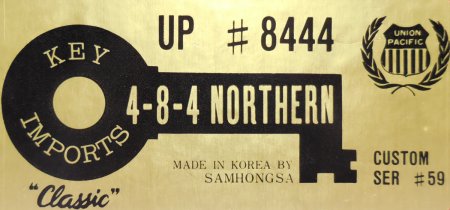 UP #8444
UNION
PACIFIC
KEY
IMPORTS
4-8-4 NORTHERN
MADE IN KOREA BY
SAMHONGSA
CUSTOM
SER #59
"Classic"